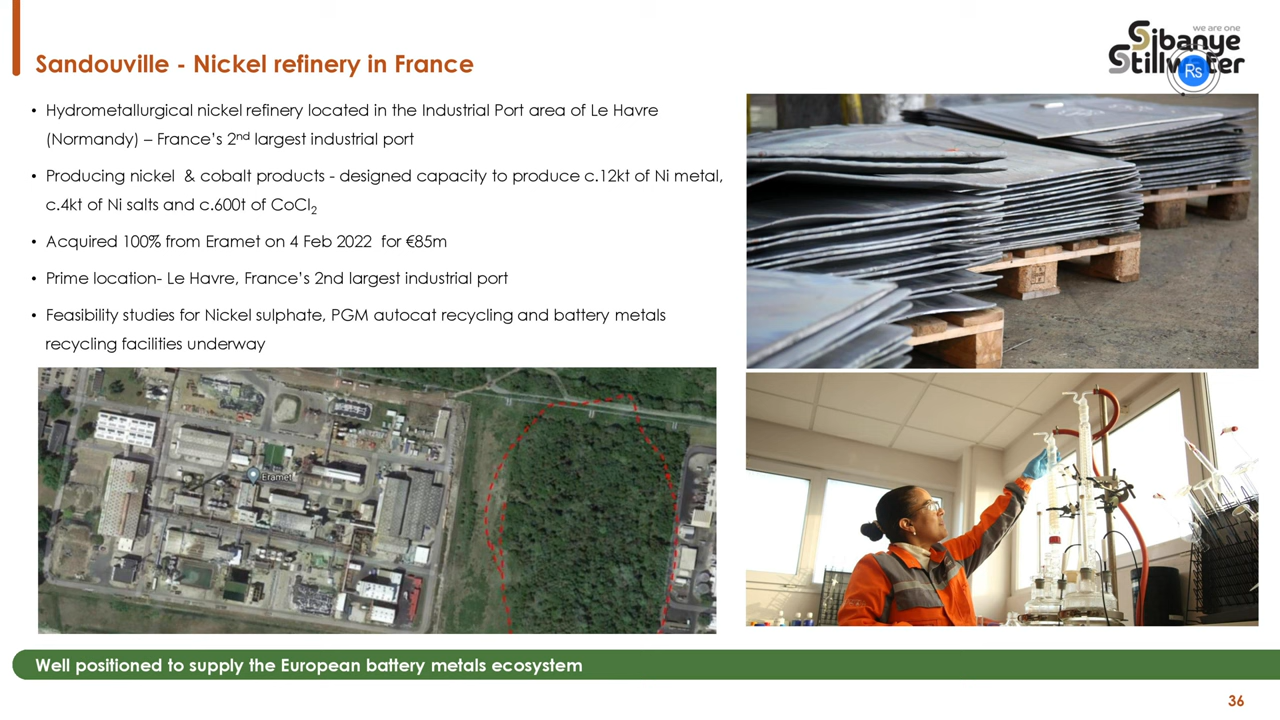 we are one
Sibanye
Stillwater
Rs
Sandouville - Nickel refinery in France
• Hydrometallurgical nickel refinery located in the Industrial Port area of Le Havre
(Normandy) – France’s 2nd largest industrial port
• Producing nickel & cobalt products - designed capacity to produce c.12kt of Ni metal,
c.4kt of Ni salts and c.600t of CoCl2
• Acquired 100% from Eramet on 4 Feb 2022 for €85m
• Prime location- Le Havre, France’s 2nd largest industrial port
• Feasibility studies for Nickel sulphate, PGM autocat recycling and battery metals
recycling facilities underway
Eramet
Well positioned to supply the European battery metals ecosystem
36